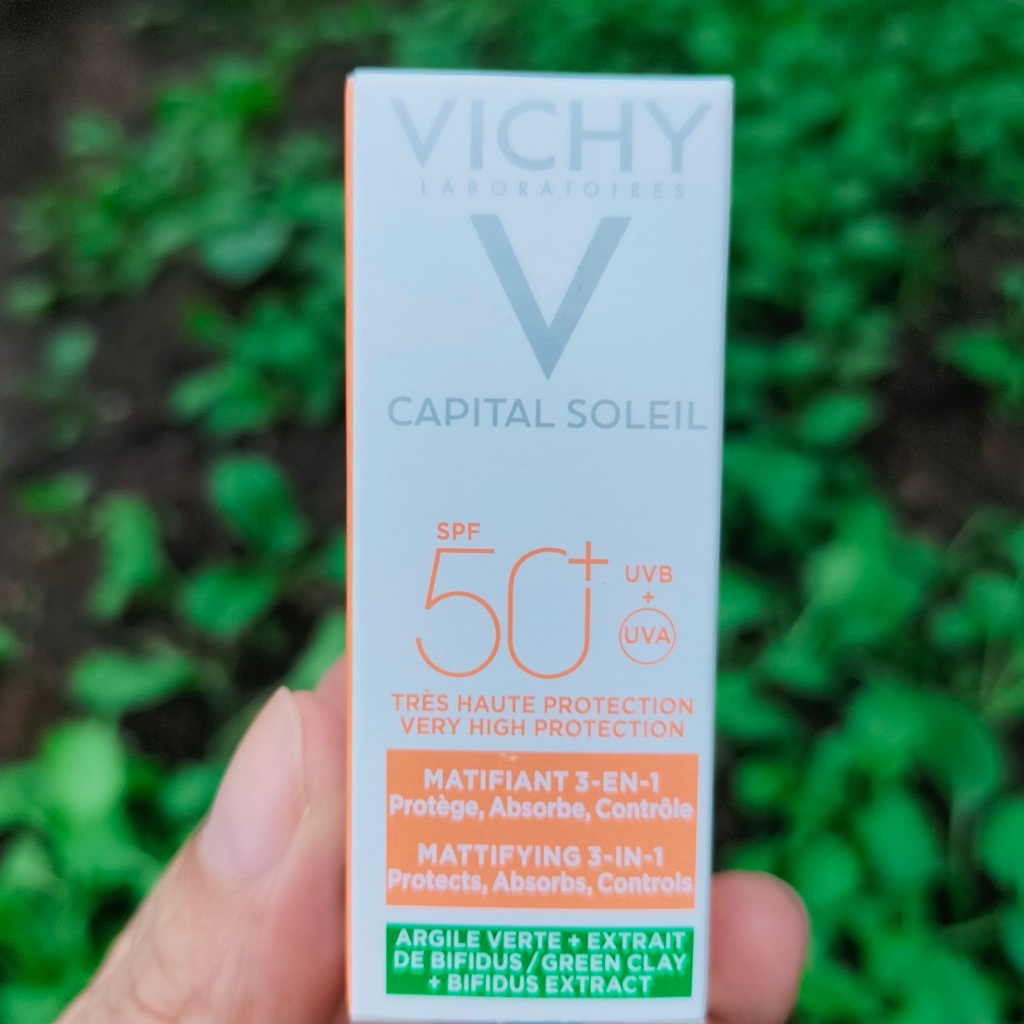 VICHY
LABORATOIRES
V
CAPITAL SOLEIL
SPF
50+
UVB
+
UVA
TRÈS HAUTE PROTECTION
VERY HIGH PROTECTION
MATIFIANT 3-EN-1
Protège, Absorbe, Contrôle
MATTIFYING 3-IN-1
Protects, Absorbs, Controls
ARGILE VERTE + EXTRAIT
DE BIFIDUS / GREEN CLAY
+ BIFIDUS EXTRACT